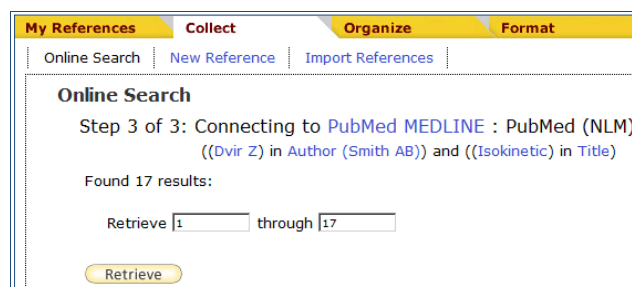 My References Collect Organize Format
Online Search New Reference Import References
Online Search
Step 3 of 3: Connecting to PubMed MEDLINE : PubMed (NLM)
((Dvir Z) in Author (Smith AB)) and ((Isokinetic) in Title)
Found 17 results:
Retrieve 1 through 17
Retrieve